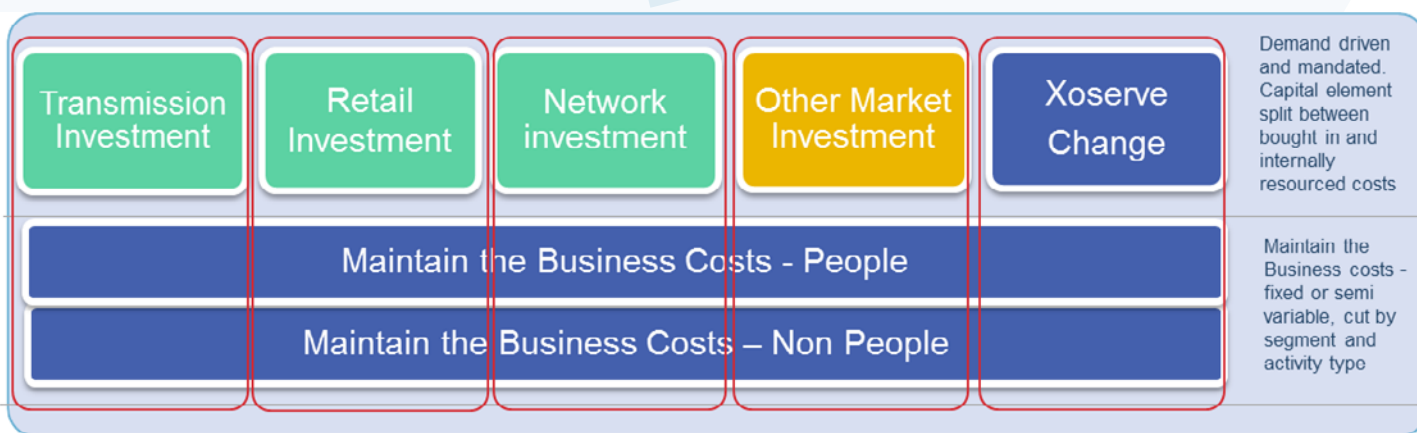 Transmission
Investment
Retail
Investment
Network
investment
Other Market
Investment
Xoserve
Change
Demand driven
and mandated.
Capital element
split between
bought in and
internally
resourced costs
Maintain the Business Costs - People
Maintain the Business Costs – Non People
Maintain the
Business costs -
fixed or semi
variable, cut by
segment and
activity type